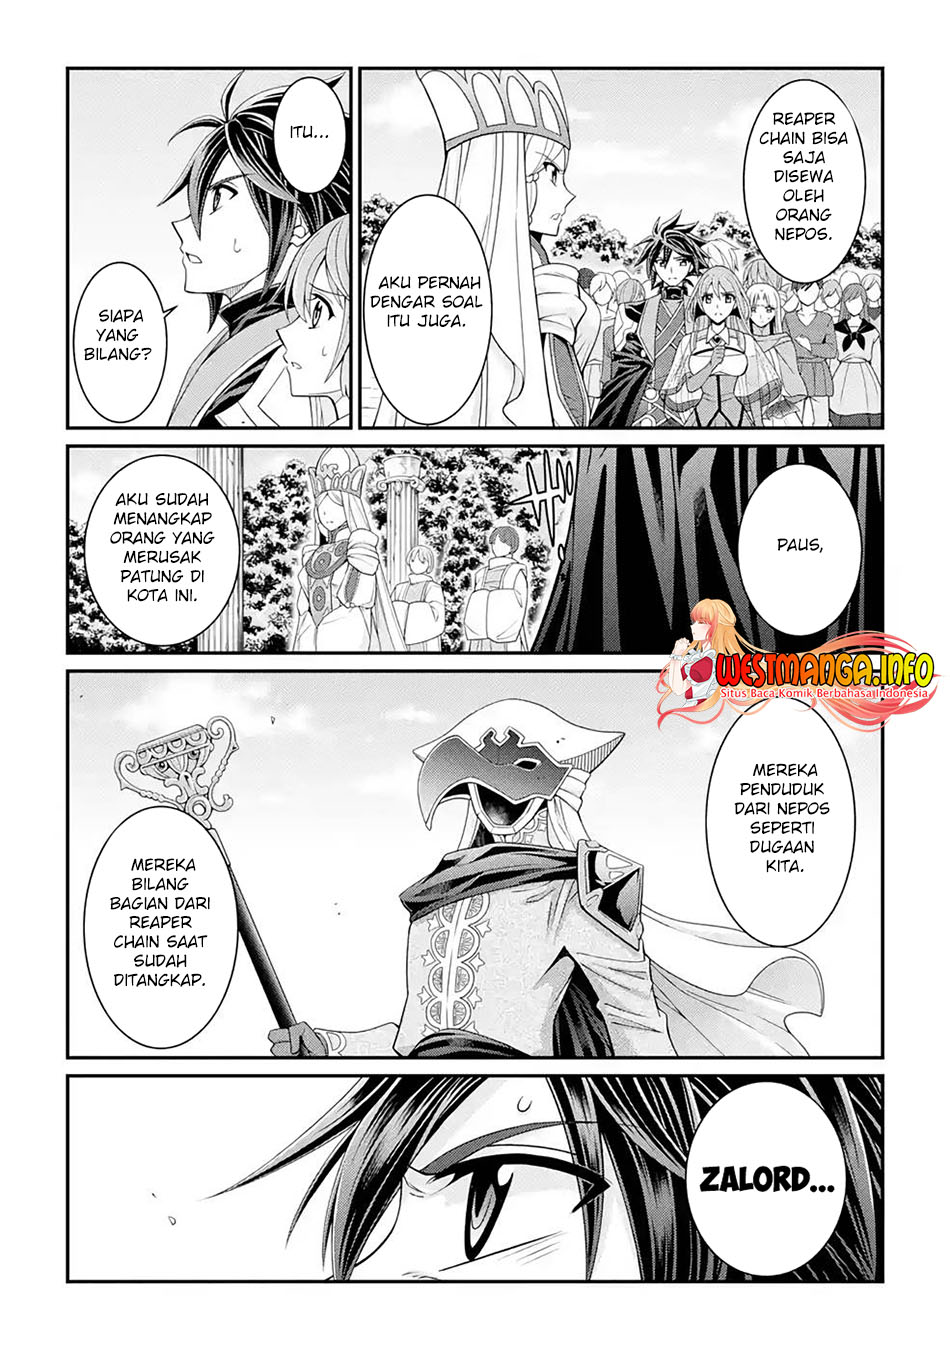 REAPER
CHAIN BISA
SAJA
DISEWA
OLEH
ORANG
NEPOS.
AKU PERNAH
DENGAR SOAL
ITU JUGA.
ITU...
SIAPA
YANG
BILANG?
PAUS,
AKU SUDAH
MENANGKAP
ORANG YANG
MERUSAK
PATUNG DI
KOTA INI.
WESTMANGA.INFO
Situs Baca Komik Berbahasa Indonesia
MEREKA
PENDUDUK
DARI NEPOS
SEPERTI
DUGAAN
KITA.
MEREKA
BILANG
BAGIAN DARI
REAPER
CHAIN SAAT
SUDAH
DITANGKAP.
ZALORD...